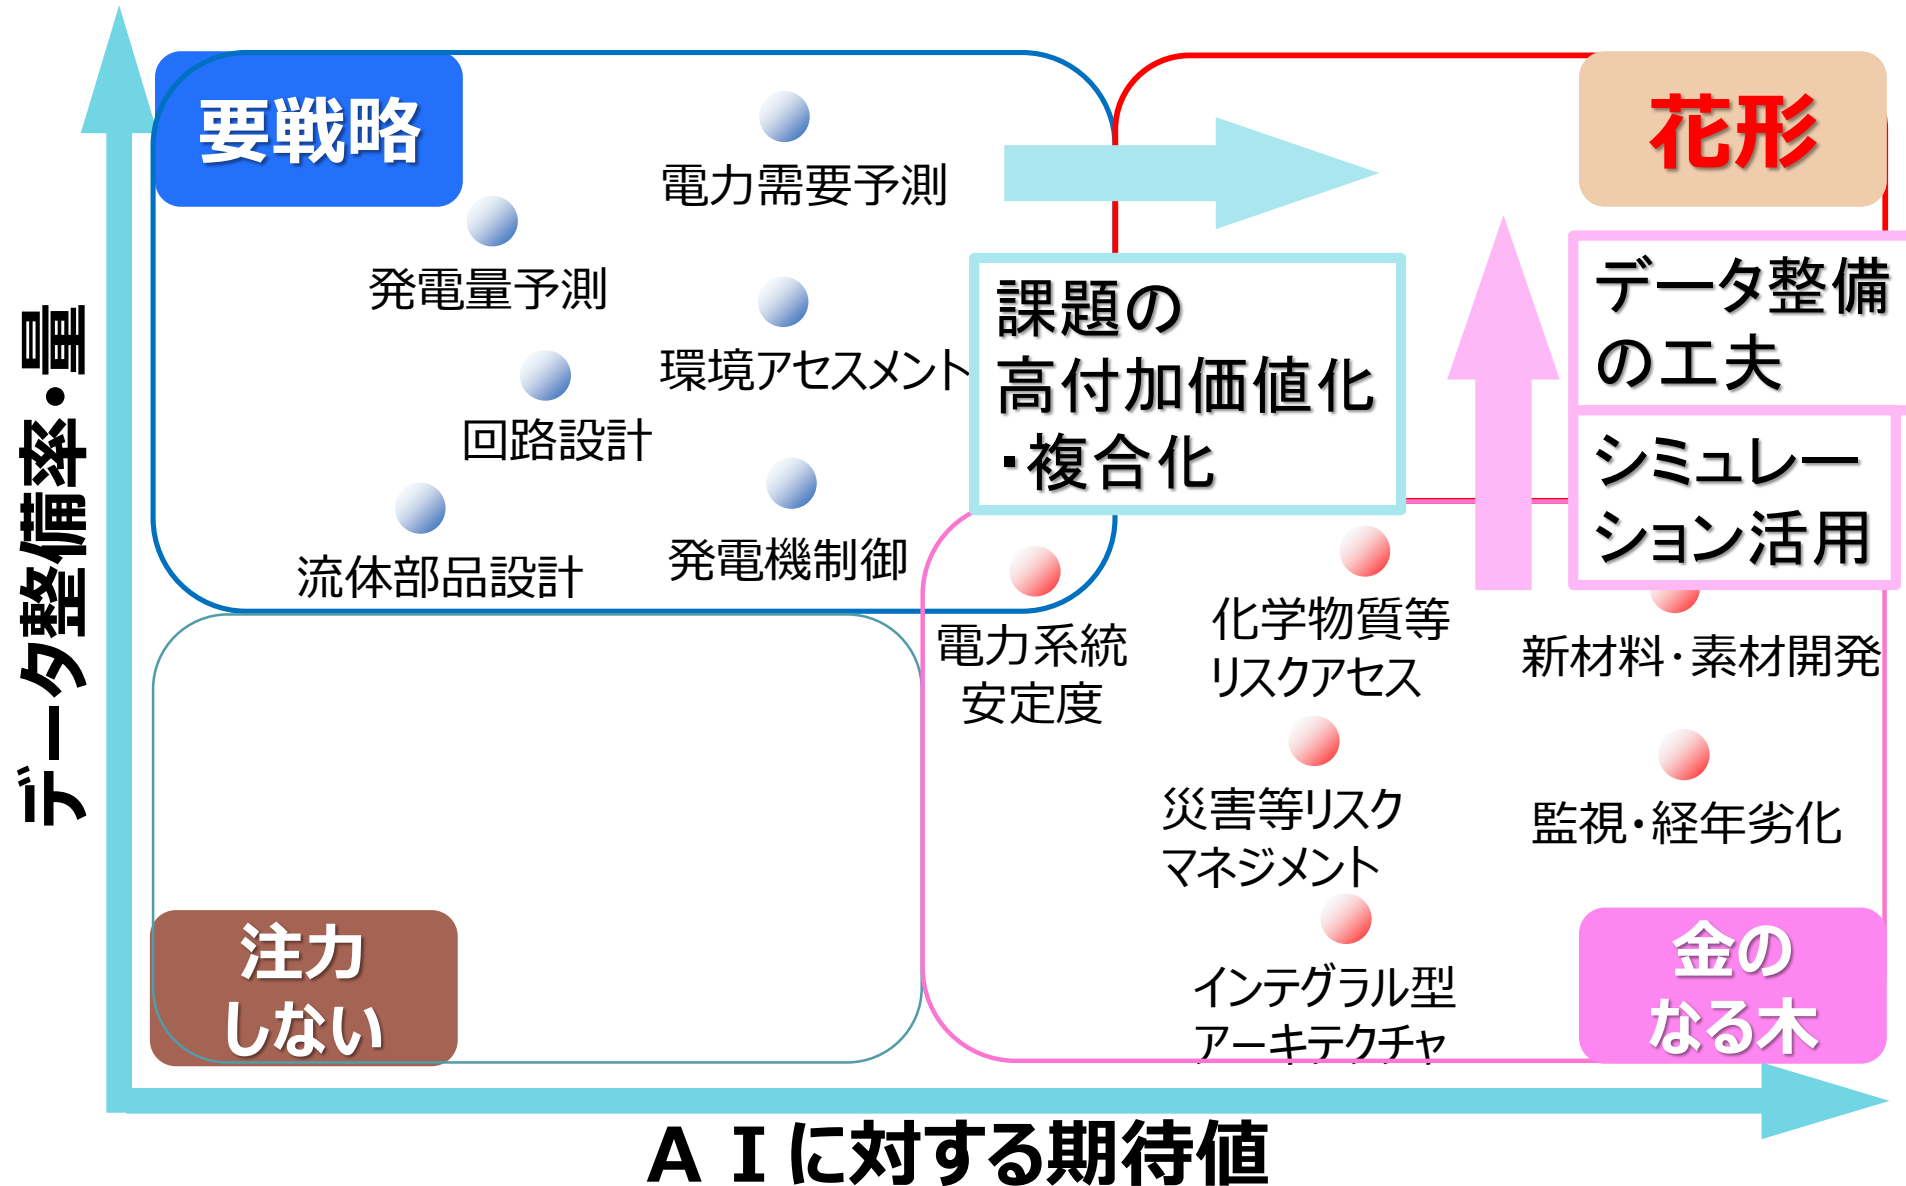 要戦略
花形
電力需要予測
発電量予測
環境アセスメント
回路設計
発電機制御
流体部品設計
課題の
高付加価値化
・複合化
データ整備
の工夫
シミュレー
ション活用
電力系統
安定度
化学物質等
リスクアセス
新材料・素材開発
災害等リスク
マネジメント
監視・経年劣化
インテグラル型
アーキテクチャ
注力
しない
金の
なる木
データ整備率・量
ＡＩに対する期待値